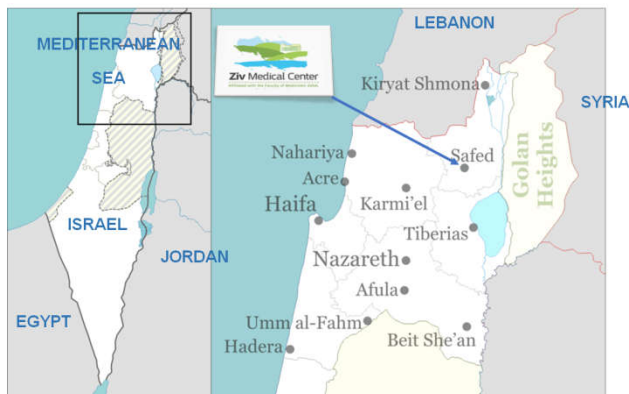 MEDITERRANEAN
SEA
ISRAEL
JORDAN
EGYPT
LEBANON
SYRIA
Ziv Medical Center
Kiryat Shmona
Safed
Golan
Heights
Nahariya
Acre
Karmi'el
Haifa
Tiberias
Nazareth
Afula
Umm al-Fahm
Beit She'an
Hadera